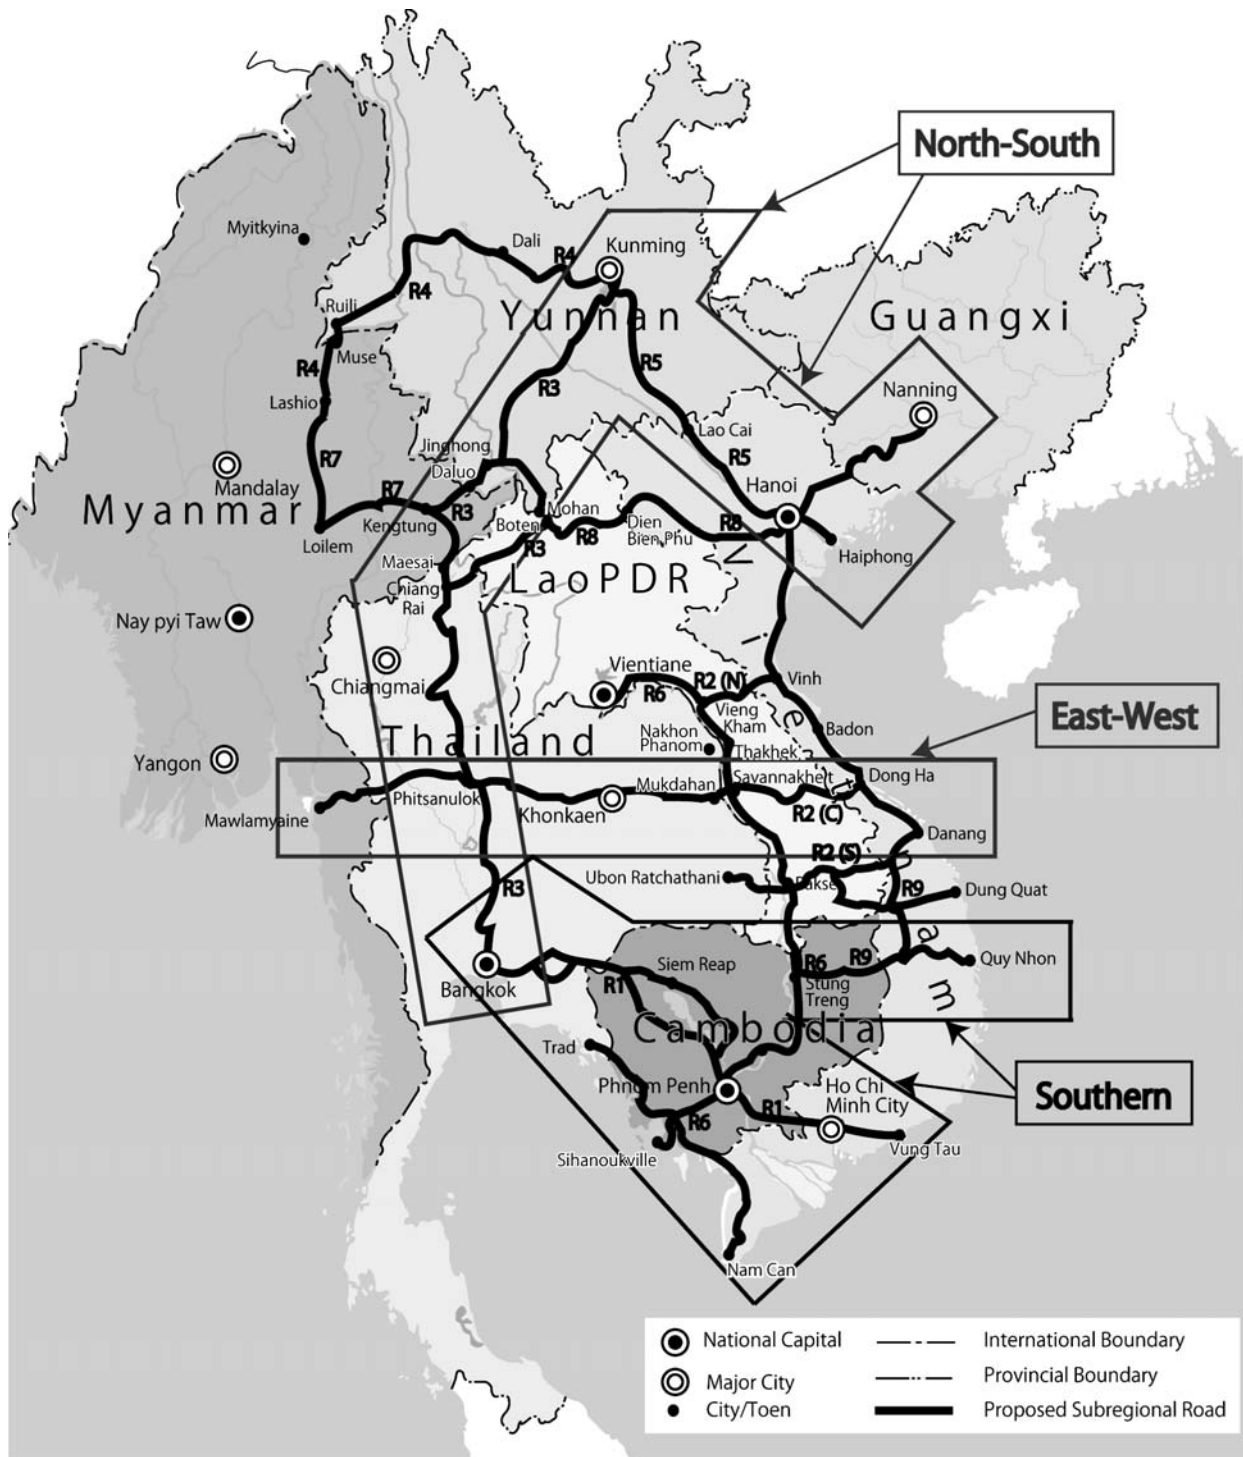 North-South
Myitkyina
Dali
R4
Kunming
R4
Yunnan
Guangxi
Ruili
Muse
R4
R3
R5
Nanning
Lashio
Lao Cai
R5
Jinghong
Daluo
R7
Mandalay
Hanoi
Myanmar
R7
Kengtung
R3
Mohan
Boten
Dien
Bien Phu
R8
R8
Loilem
R3
Haiphong
Maesai
Chiang
Rai
LaoPDR
Vietnam
Nay pyi Taw
Chiangmai
Vientiane
R6
R2 (N)
Vinh
East-West
Vieng
Kham
Badon
Nakhon
Phanom
Thailand
Thakhek
Yangon
Mukdahan
Savannakhelt
Dong Ha
Phitsanulok
Khonkaen
R2 (C)
Mawlamyaine
Danang
R2 (S)
Ubon Ratchathani
Pakse
R3
R9
Dung Quat
Siem Reap
R6
R9
Quy Nhon
Bangkok
R1
Stung
Treng
Cambodia
Trad
Phnom Penh
Ho Chi
Minh City
Southern
R6
R1
Vung Tau
Sihanoukville
Nam Can
National Capital
International Boundary
Major City
Provincial Boundary
City/Toen
Proposed Subregional Road